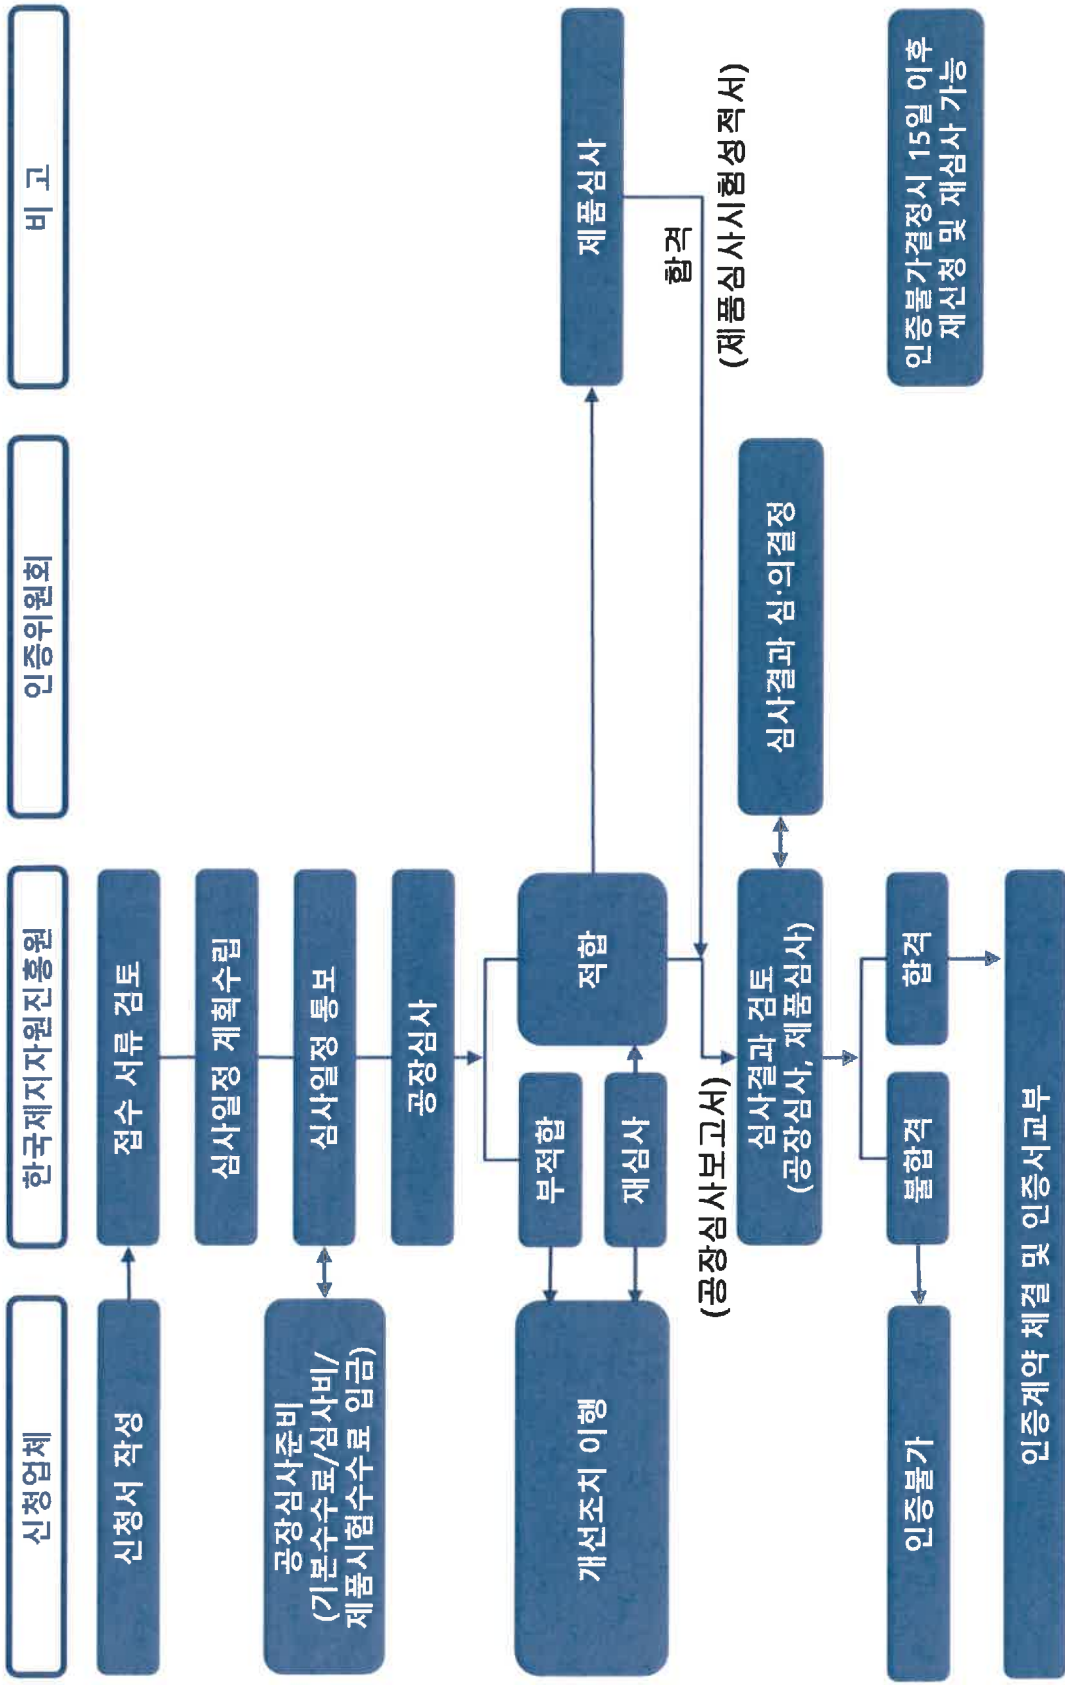 신청업체
한국제지자원진흥원
인증위원회
비 고
신청서 작성
접수 서류 검토
심사일정 계획수립
공장심사준비
(기본수수료/심사비/
제품시험수수료 입금)
심사일정 통보
공장심사
개선조치 이행
부적합
재심사
적합
제품심사
합격
(제품심사시험성적서)
(공장심사보고서)
심사결과 검토
(공장심사, 제품심사)
심사결과 심·의결정
인증불가
불합격
합격
인증불가결정시 15일 이후
재신청 및 재심사 가능
인증계약 체결 및 인증서교부